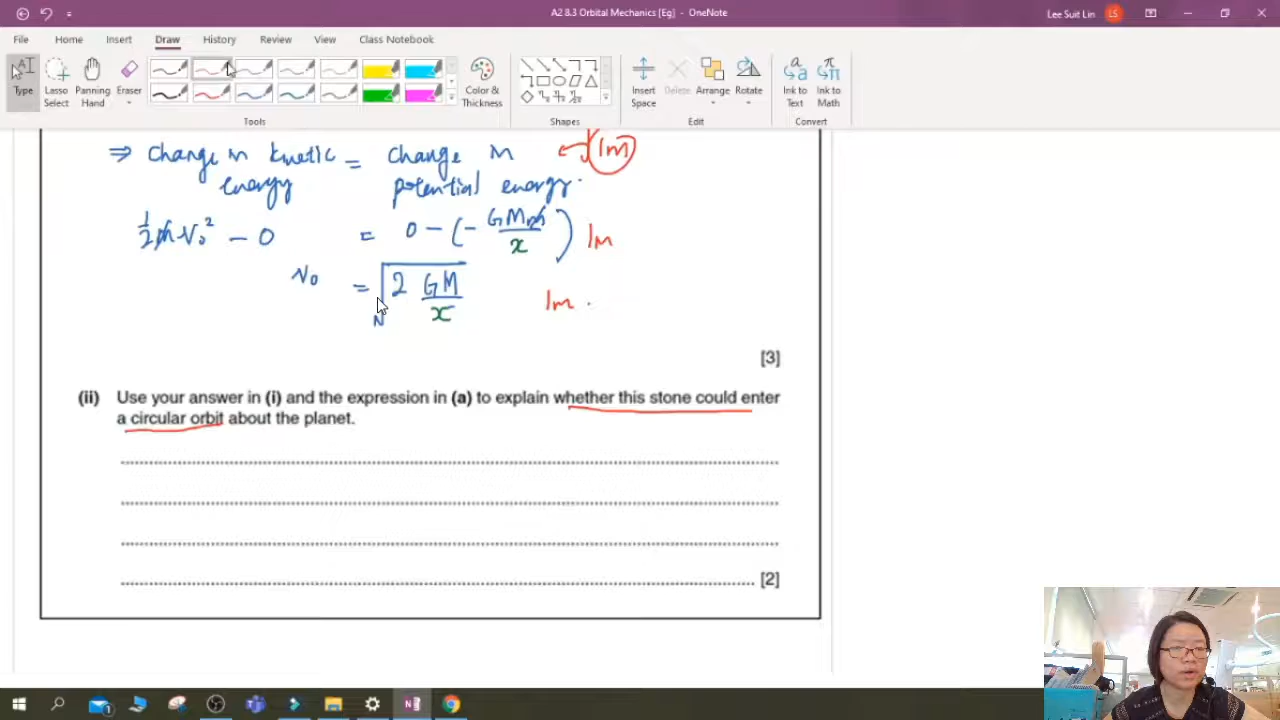 A2 8.3 Orbital Mechanics [Eg] - OneNote
Lee Suit Lin LS
File Home Insert Draw History Review View Class Notebook
Type Lasso Select Panning Hand Eraser Color & Thickness Insert Space Delete Arrange Rotate Ink to Text Ink to Math
Tools Shapes Edit Convert
⇒ Change in kinetic energy = change in potential energy. 1m
½mv₀² - 0 = 0 - (- GMm/x) 1m
v₀ = √(2 GM/x) 1m
[3]
(ii) Use your answer in (i) and the expression in (a) to explain whether this stone could enter
a circular orbit about the planet.
[2]